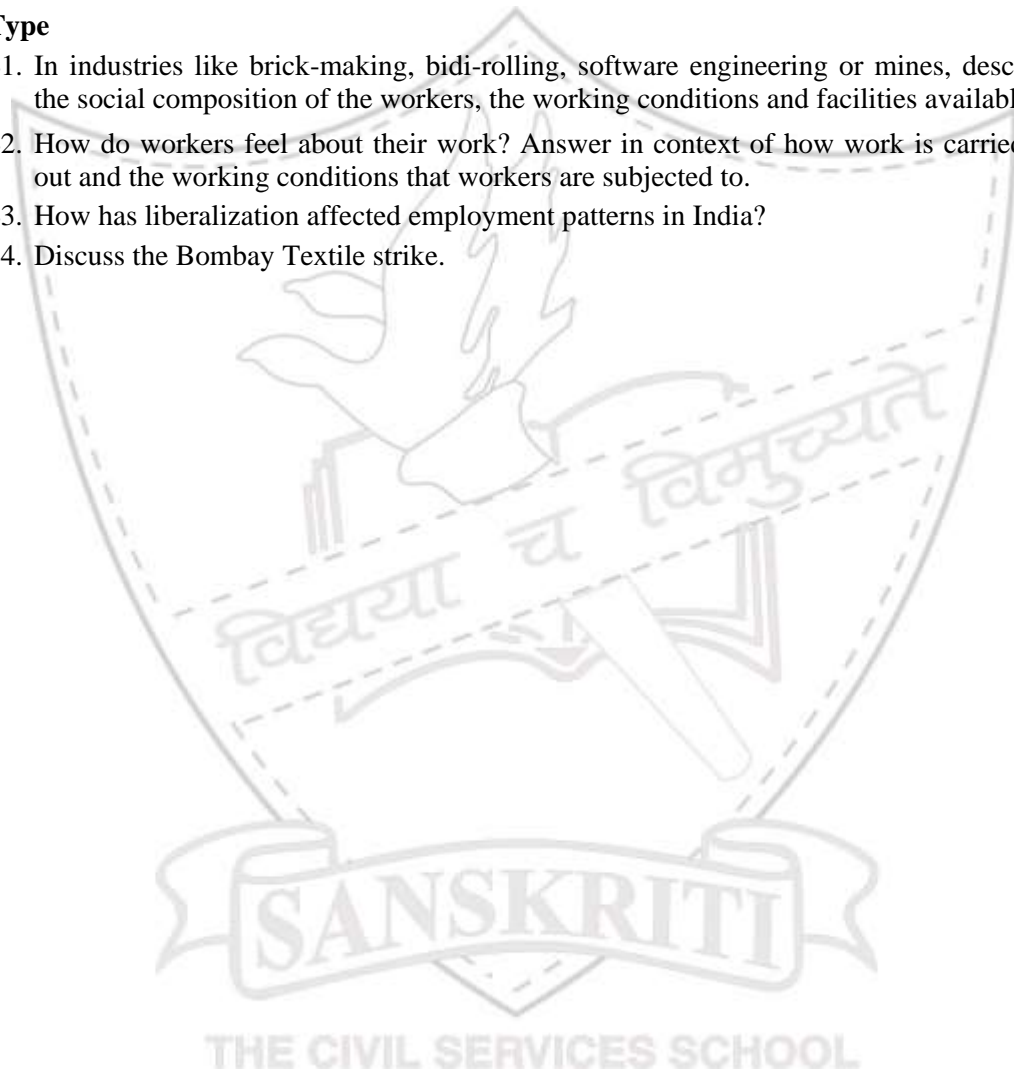 Type
1. In industries like brick-making, bidi-rolling, software engineering or mines, desc
the social composition of the workers, the working conditions and facilities availabl
2. How do workers feel about their work? Answer in context of how work is carried
out and the working conditions that workers are subjected to.
3. How has liberalization affected employment patterns in India?
4. Discuss the Bombay Textile strike.
विद्यया च विमुच्यते
SANSKRITI
THE CIVIL SERVICES SCHOOL